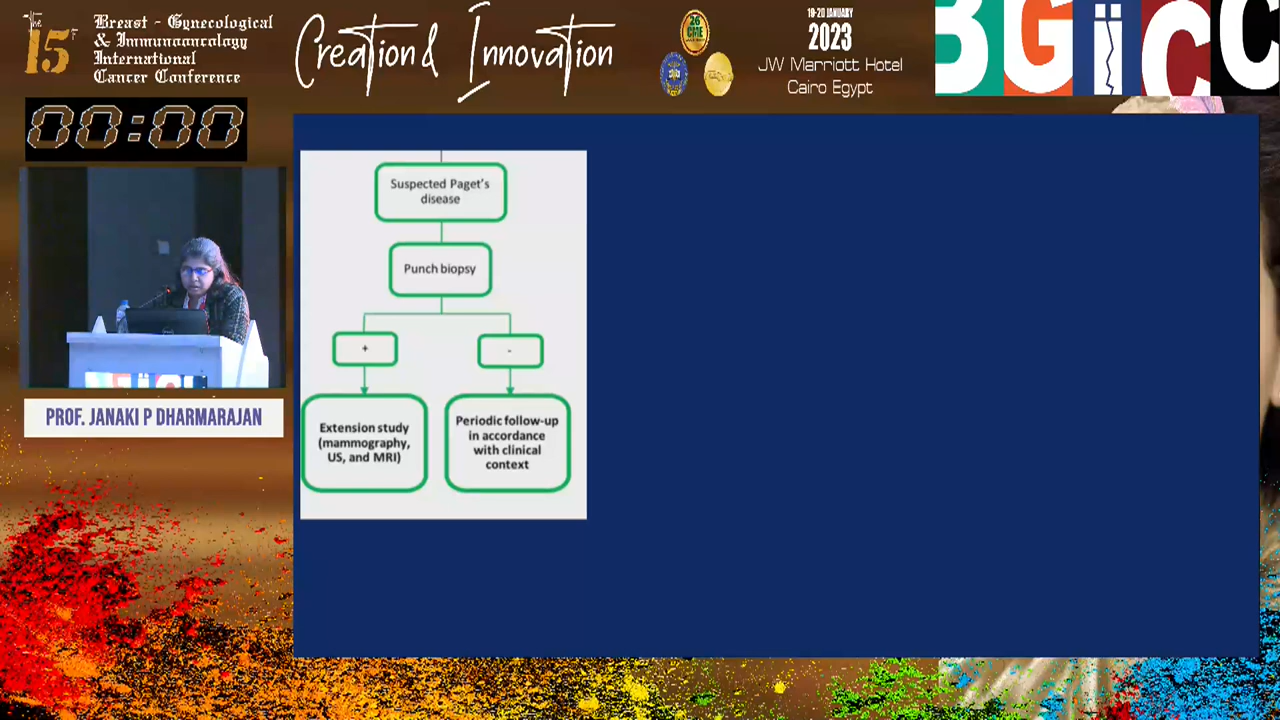 The
15th
Breast - Gynecological
& Immunooncology
International
Cancer Conference
Creation & Innovation
18-20 JANUARY
2023
JW Marriott Hotel
Cairo Egypt
BGiCC
00:00
PROF. JANAKI P DHARMARAJAN
Suspected Paget's
disease
Punch biopsy
+
-
Extension study
(mammography,
US, and MRI)
Periodic follow-up
in accordance
with clinical
context